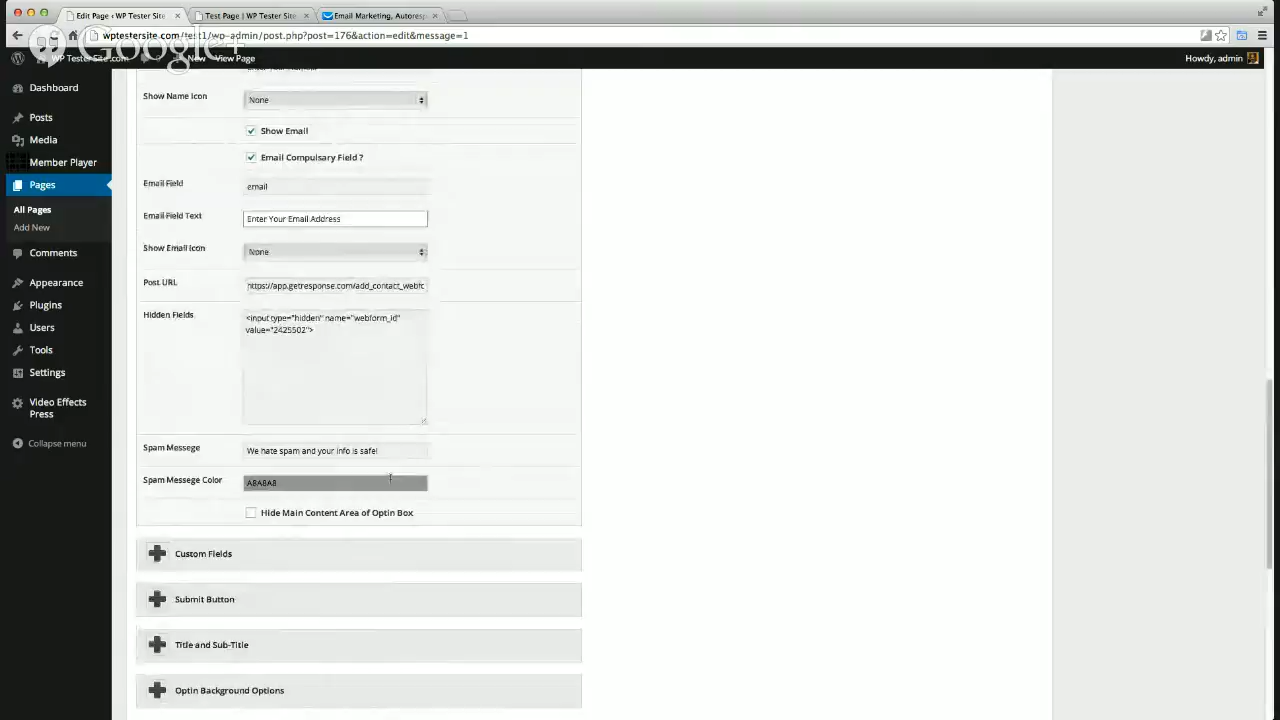 Edit Page ‹ WP Tester Site
Test Page | WP Tester Site
Email Marketing, Autoresp
wptestersite.com/test1/wp-admin/post.php?post=176&action=edit&message=1
Google+
WP Tester Site.com
New
View Page
Howdy, admin
Dashboard
Posts
Media
Member Player
Pages
All Pages
Add New
Comments
Appearance
Plugins
Users
Tools
Settings
Video Effects
Press
Collapse menu
Show Name Icon
None
Show Email
Email Compulsary Field ?
Email Field
email
Email Field Text
Enter Your Email Address
Show Email Icon
None
Post URL
https://app.getresponse.com/add_contact_webfc
Hidden Fields
<input type="hidden" name="webform_id"
value="2425502">
Spam Messege
We hate spam and your info is safe!
Spam Messege Color
A8A8A8
Hide Main Content Area of Optin Box
Custom Fields
Submit Button
Title and Sub-Title
Optin Background Options